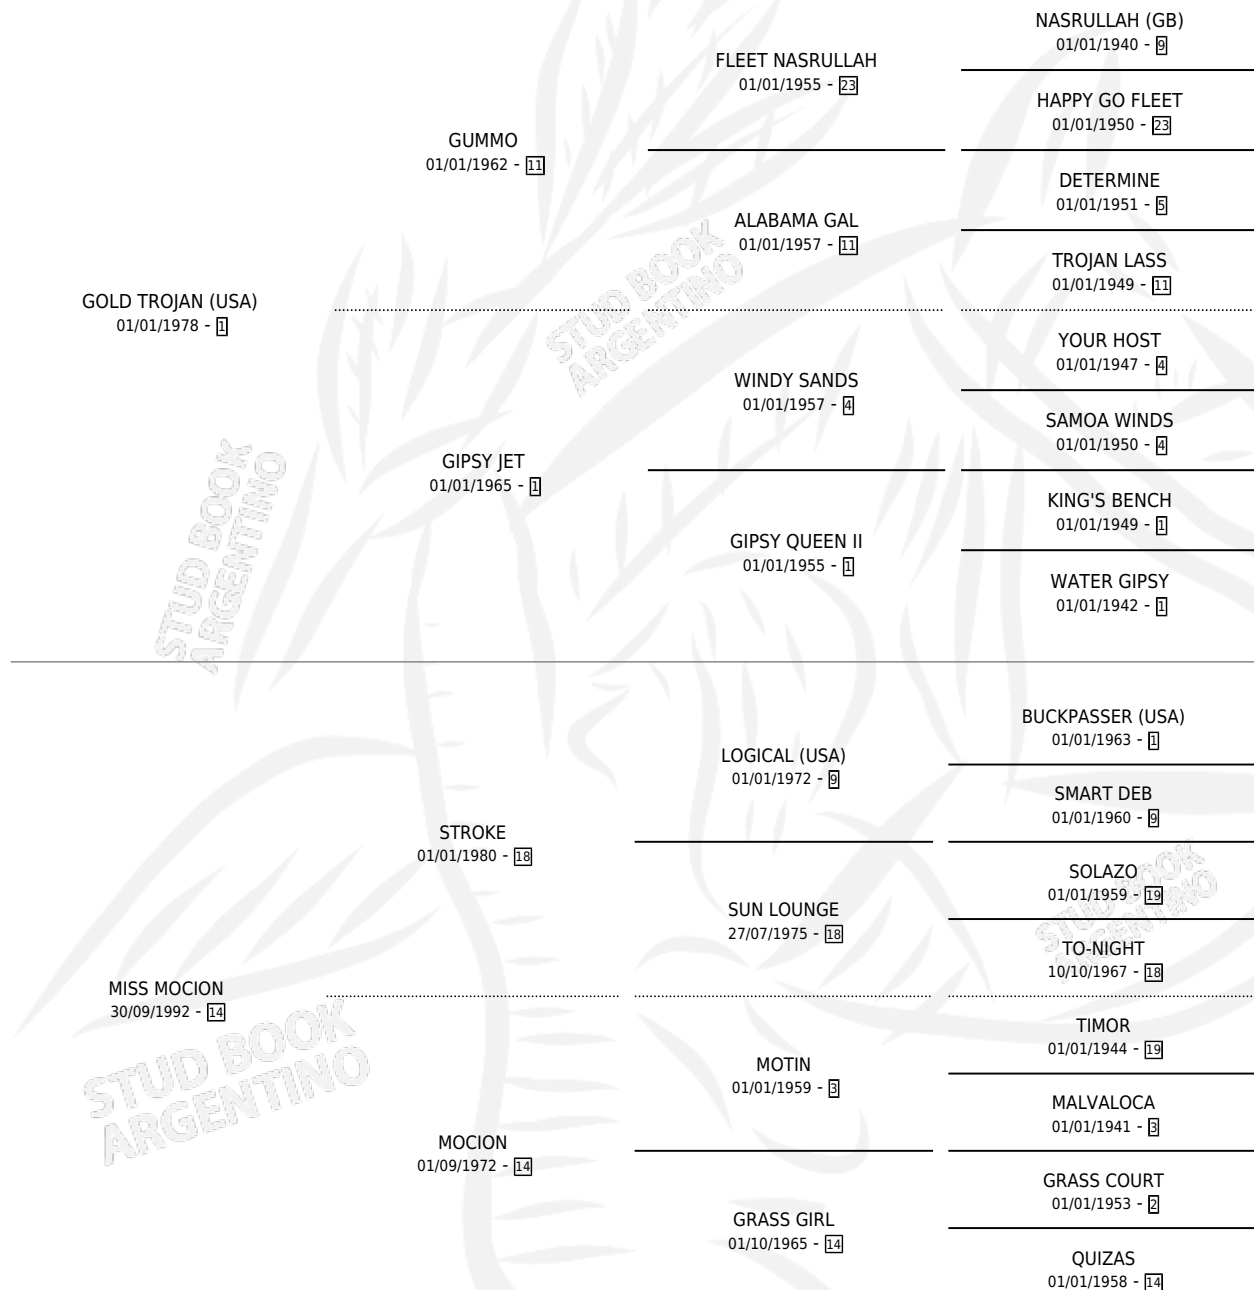 NASRULLAH (GB)
01/01/1940 - 9
FLEET NASRULLAH
01/01/1955 - 23
HAPPY GO FLEET
01/01/1950 - 23
GUMMO
01/01/1962 - 11
DETERMINE
01/01/1951 - 5
ALABAMA GAL
01/01/1957 - 11
TROJAN LASS
01/01/1949 - 11
GOLD TROJAN (USA)
01/01/1978 - 1
YOUR HOST
01/01/1947 - 4
WINDY SANDS
01/01/1957 - 4
SAMOA WINDS
01/01/1950 - 4
GIPSY JET
01/01/1965 - 1
KING'S BENCH
01/01/1949 - 1
GIPSY QUEEN II
01/01/1955 - 1
WATER GIPSY
01/01/1942 - 1
BUCKPASSER (USA)
01/01/1963 - 1
LOGICAL (USA)
01/01/1972 - 9
SMART DEB
01/01/1960 - 9
STROKE
01/01/1980 - 18
SOLAZO
01/01/1959 - 19
SUN LOUNGE
27/07/1975 - 18
TO-NIGHT
10/10/1967 - 18
MISS MOCION
30/09/1992 - 14
TIMOR
01/01/1944 - 19
MOTIN
01/01/1959 - 3
MALVALOCA
01/01/1941 - 3
MOCION
01/09/1972 - 14
GRASS COURT
01/01/1953 - 2
GRASS GIRL
01/10/1965 - 14
QUIZAS
01/01/1958 - 14
STUD BOOK
ARGENTINO
STUD BOOK
ARGENTINO
STUD BOOK
ARGENTINO
STUD BOOK
ARGENTINO